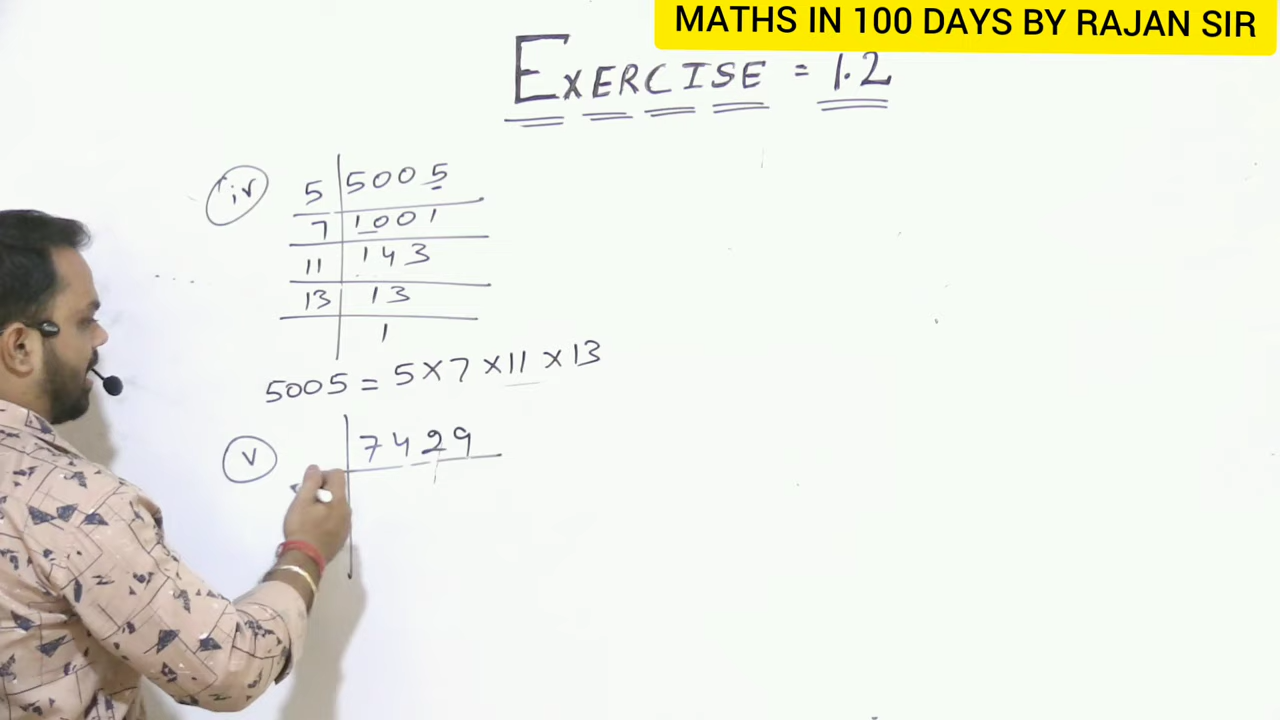 MATHS IN 100 DAYS BY RAJAN SIR
EXERCISE = 1.2
iv
5 5005
7 1001
11 143
13 13
1
5005 = 5×7×11×13
v
7429